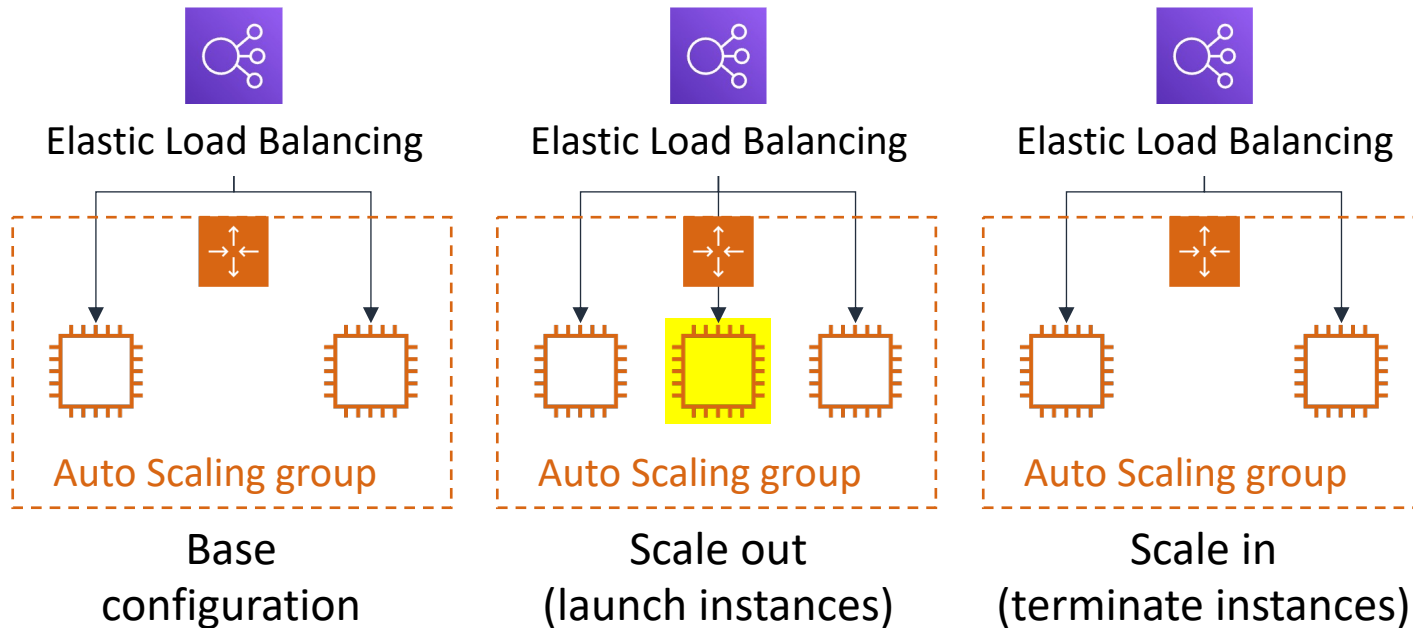 Elastic Load Balancing
Elastic Load Balancing
Elastic Load Balancing
Auto Scaling group
Auto Scaling group
Auto Scaling group
Base
configuration
Scale out
(launch instances)
Scale in
(terminate instances)